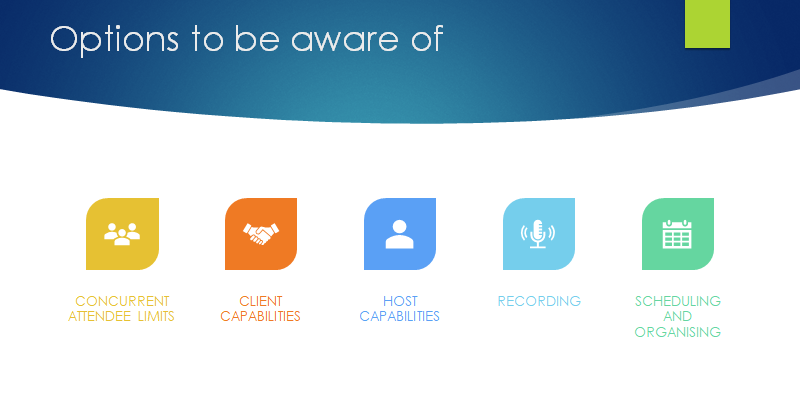 Options to be aware of
CONCURRENT
ATTENDEE LIMITS
CLIENT
CAPABILITIES
HOST
CAPABILITIES
RECORDING
SCHEDULING
AND
ORGANISING